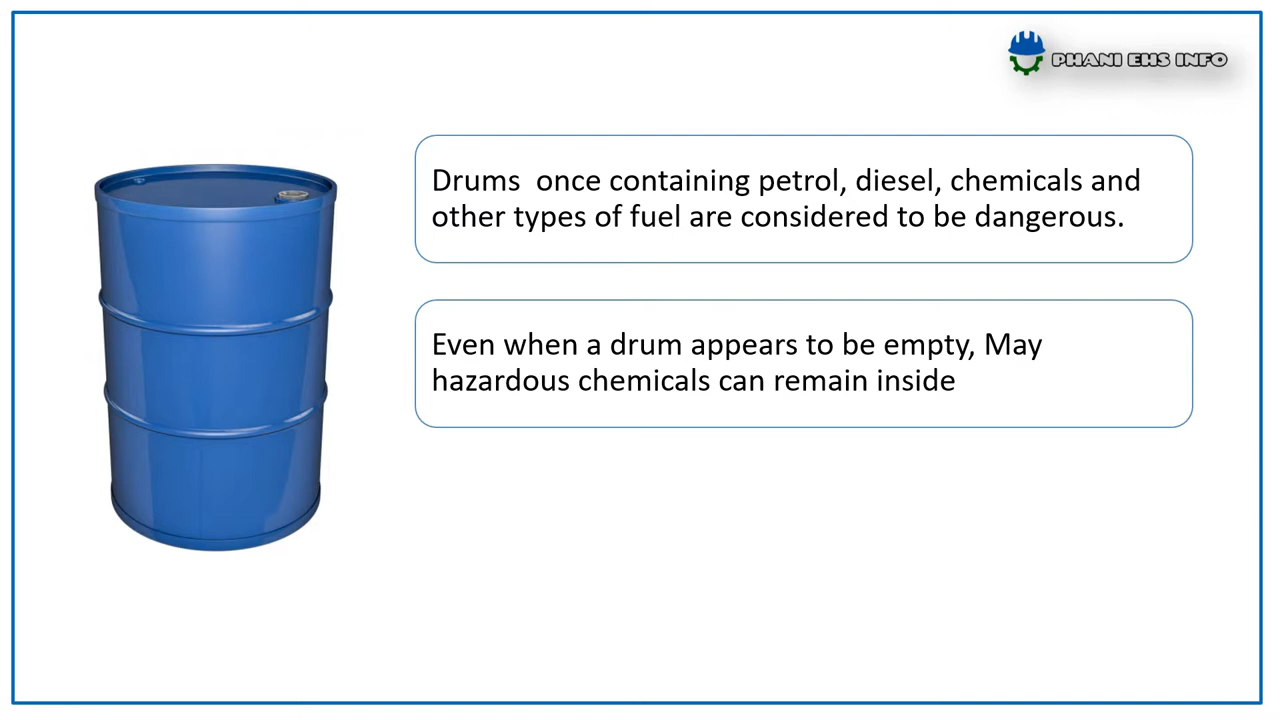 PHANI EHS INFO
Drums  once containing petrol, diesel, chemicals and
other types of fuel are considered to be dangerous.
Even when a drum appears to be empty, May
hazardous chemicals can remain inside